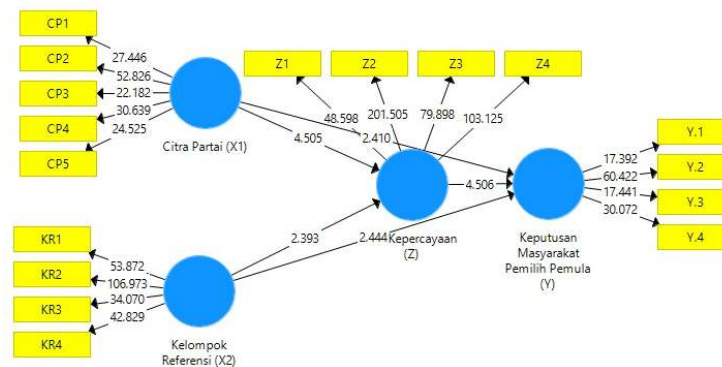 CP1
CP2
CP3
CP4
CP5
27.446
52.826
22.182
30.639
24.525
Citra Partai (X1)
Z1
Z2
Z3
Z4
48.598
201.505
79.898
103.125
4.505
2.410
4.506
2.393
2.444
Kepercayaan
(Z)
Y.1
Y.2
Y.3
Y.4
17.392
60.422
17.441
30.072
Keputusan
Masyarakat
Pemilih Pemula
(Y)
KR1
KR2
KR3
KR4
53.872
106.973
34.070
42.829
Kelompok
Referensi (X2)